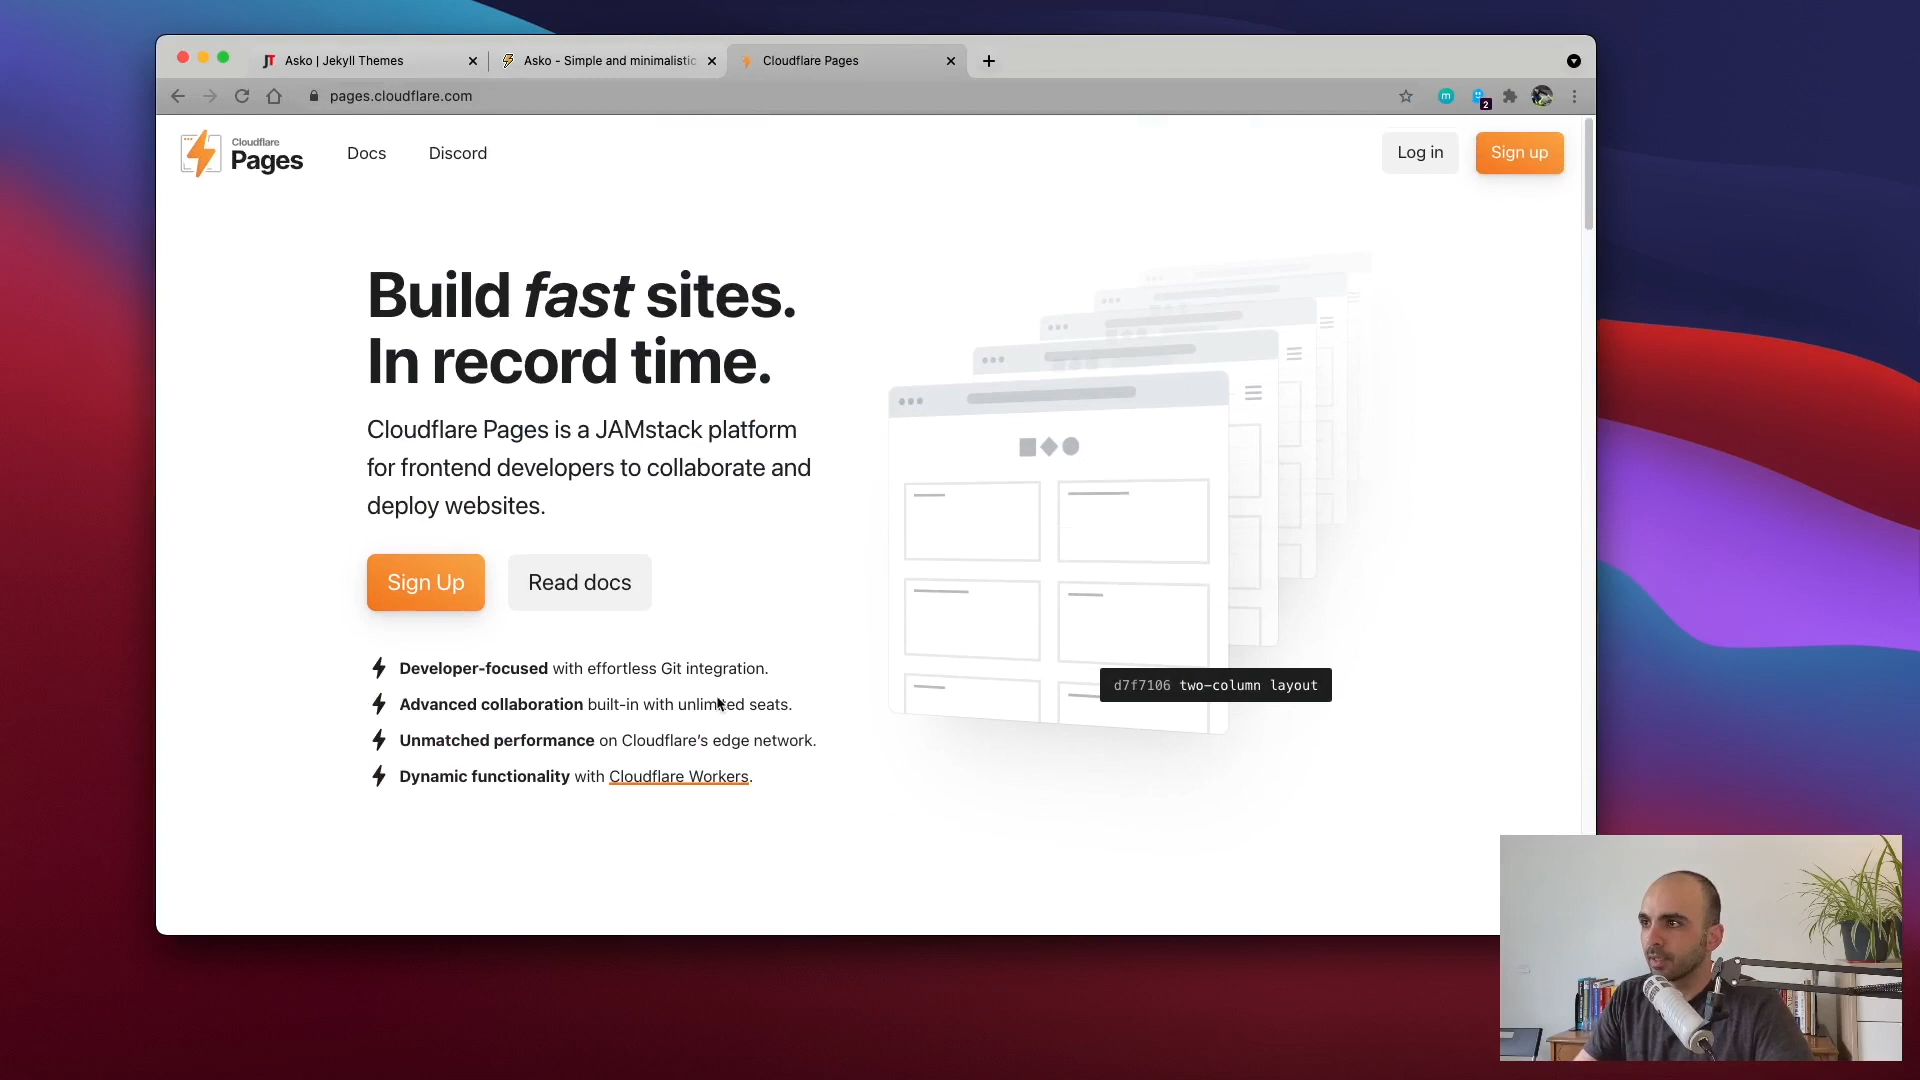 Asko | Jekyll Themes
Asko - Simple and minimalistic
Cloudflare Pages
pages.cloudflare.com
m
2
Cloudflare
Pages
Docs
Discord
Log in
Sign up
Build fast sites.
In record time.
Cloudflare Pages is a JAMstack platform
for frontend developers to collaborate and
deploy websites.
Sign Up
Read docs
Developer-focused with effortless Git integration.
Advanced collaboration built-in with unlimited seats.
Unmatched performance on Cloudflare's edge network.
Dynamic functionality with Cloudflare Workers.
d7f7106 two-column layout